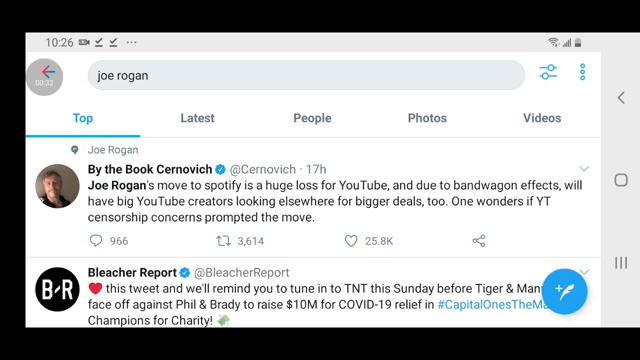 10:26
00:32
joe rogan
Top Latest People Photos Videos
Joe Rogan
By the Book Cernovich @Cernovich · 17h
Joe Rogan's move to spotify is a huge loss for YouTube, and due to bandwagon effects, will
have big YouTube creators looking elsewhere for bigger deals, too. One wonders if YT
censorship concerns prompted the move.
966 3,614 25.8K
B·R
Bleacher Report @BleacherReport
❤️ this tweet and we'll remind you to tune in to TNT this Sunday before Tiger &
face off against Phil & Brady to raise $10M for COVID-19 relief in #CapitalOnesTheMa
Champions for Charity! 💸